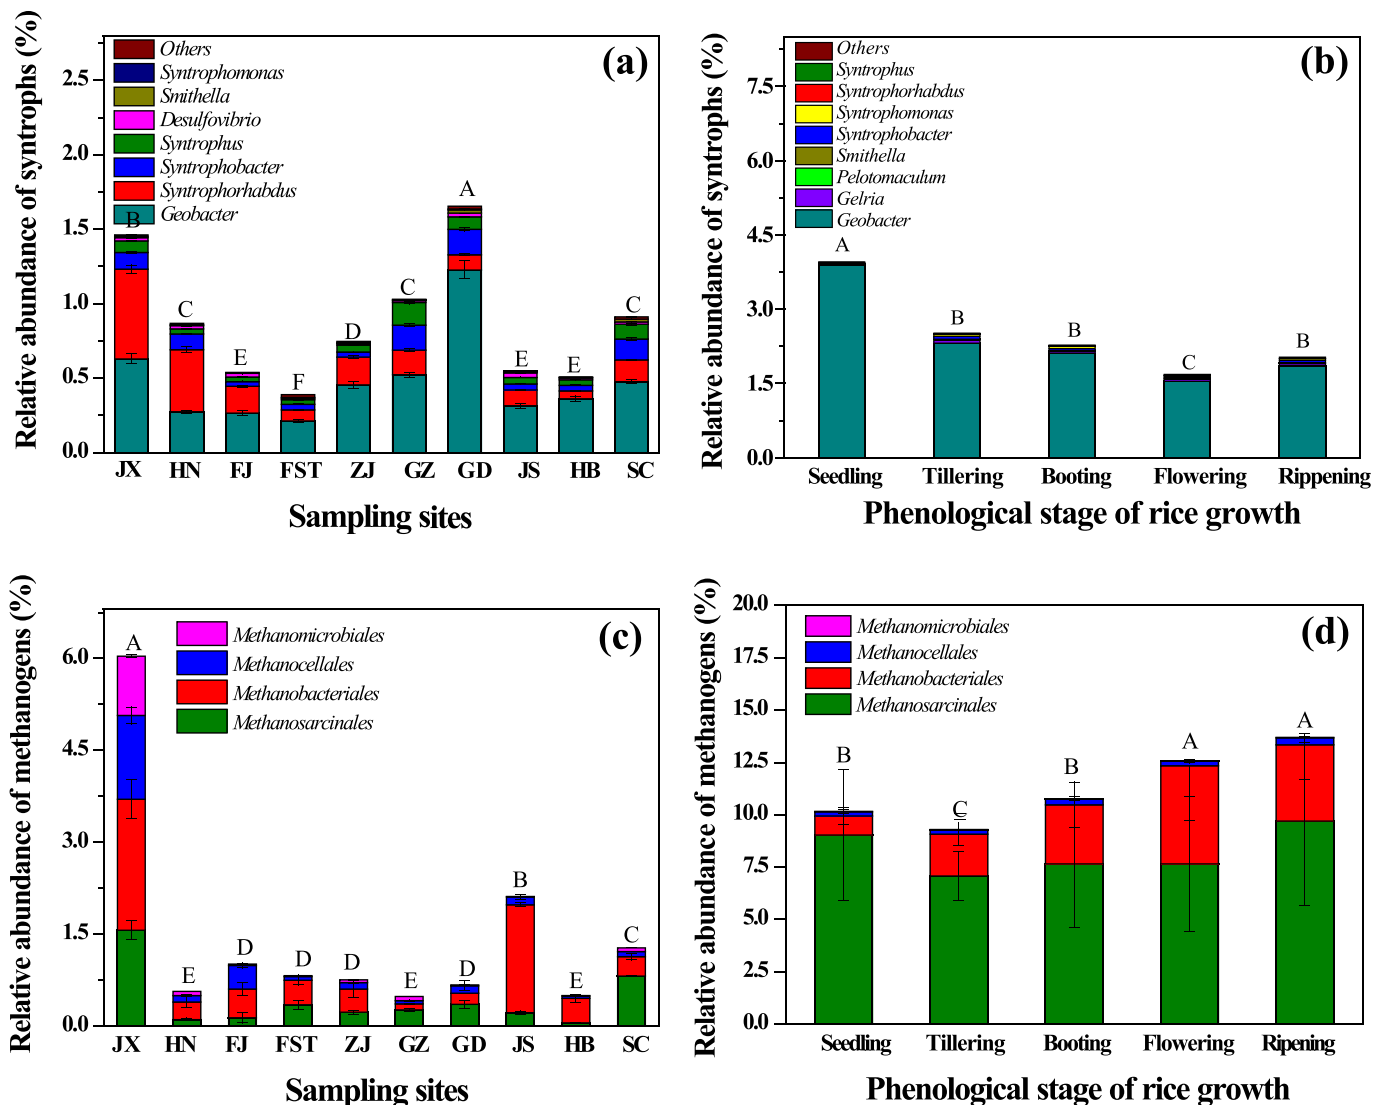 Relative abundance of syntrophs (%)
(a)
Others
Syntrophomonas
Smithella
Desulfovibrio
Syntrophus
Syntrophobacter
Syntrophorhabdus
Geobacter
2.5
2.0
1.5
1.0
0.5
0.0
B
C
E
F
D
C
A
E
E
C
JX HN FJ FST ZJ GZ GD JS HB SC
Sampling sites
Relative abundance of syntrophs (%)
(b)
Others
Syntrophus
Syntrophorhabdus
Syntrophomonas
Syntrophobacter
Smithella
Pelotomaculum
Gelria
Geobacter
7.5
6.0
4.5
3.0
1.5
0.0
A
B
B
C
B
Seedling Tillering Booting Flowering Rippening
Phenological stage of rice growth
Relative abundance of methanogens (%)
(c)
Methanomicrobiales
Methanocellales
Methanobacteriales
Methanosarcinales
6.0
4.5
3.0
1.5
0.0
A
E
D
D
D
E
D
B
E
C
JX HN FJ FST ZJ GZ GD JS HB SC
Sampling sites
Relative abundance of methanogens (%)
(d)
Methanomicrobiales
Methanocellales
Methanobacteriales
Methanosarcinales
20.0
17.5
15.0
12.5
10.0
7.5
5.0
2.5
0.0
B
C
B
A
A
Seedling Tillering Booting Flowering Ripening
Phenological stage of rice growth